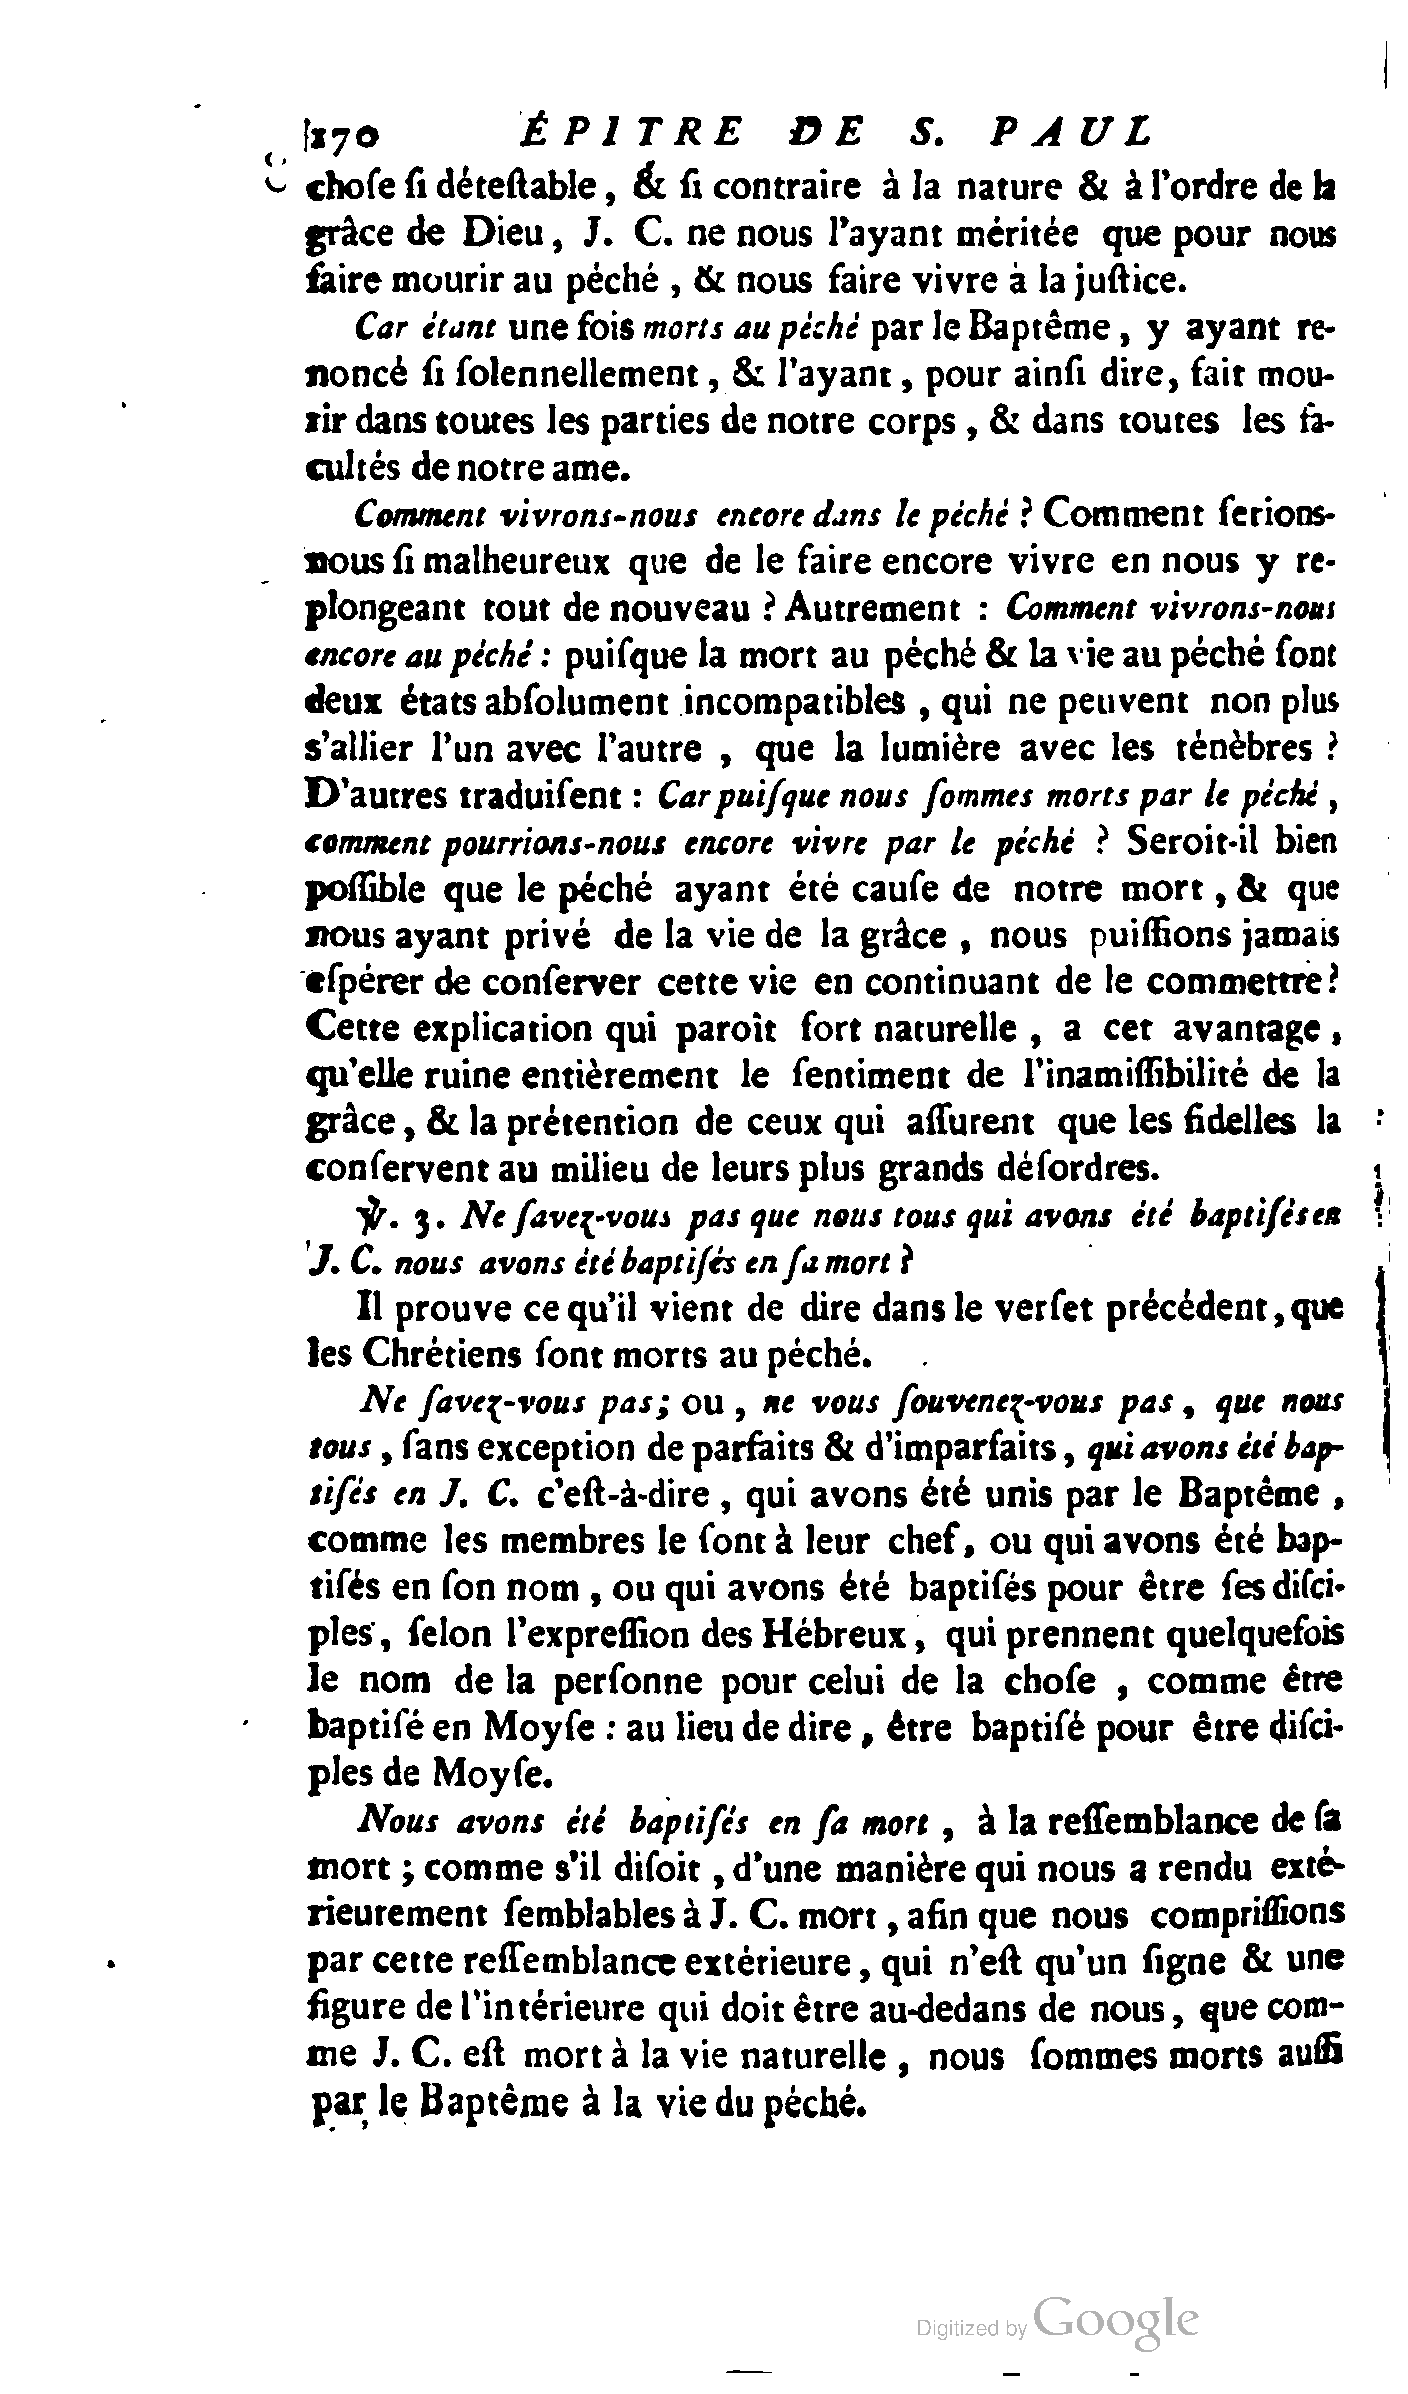 170 ÉPITRE DE S. PAUL
choſe ſi déteſtable, & ſi contraire à la nature & à l'ordre de la
grâce de Dieu, J. C. ne nous l'ayant méritée que pour nous
faire mourir au péché, & nous faire vivre à la juſtice.
Car étant une fois morts au péché par le Baptême, y ayant re-
noncé ſi ſolennellement, & l'ayant, pour ainſi dire, fait mou-
rir dans toutes les parties de notre corps, & dans toutes les fa-
cultés de notre ame.
Comment vivrons-nous encore dans le péché ? Comment ſerions-
nous ſi malheureux que de le faire encore vivre en nous y re-
plongeant tout de nouveau ? Autrement : Comment vivrons-nous
encore au péché : puiſque la mort au péché & la vie au péché ſont
deux états abſolument incompatibles, qui ne peuvent non plus
s'allier l'un avec l'autre, que la lumière avec les ténèbres ?
D'autres traduiſent : Car puiſque nous ſommes morts par le péché,
comment pourrions-nous encore vivre par le péché ? Seroit-il bien
poſſible que le péché ayant été cauſe de notre mort, & que
nous ayant privé de la vie de la grâce, nous puiſſions jamais
eſpérer de conſerver cette vie en continuant de le commettre ?
Cette explication qui paroît fort naturelle, a cet avantage,
qu'elle ruine entièrement le ſentiment de l'inamiſſibilité de la
grâce, & la prétention de ceux qui aſſurent que les fidelles la
conſervent au milieu de leurs plus grands déſordres.
℣. 3. Ne ſavez-vous pas que nous tous qui avons été baptiſés en
J. C. nous avons été baptiſés en ſa mort ?
Il prouve ce qu'il vient de dire dans le verſet précédent, que
les Chrétiens ſont morts au péché.
Ne ſavez-vous pas; ou, ne vous ſouvenez-vous pas, que nous
tous, ſans exception de parfaits & d'imparfaits, qui avons été bap-
tiſés en J. C. c'eſt-à-dire, qui avons été unis par le Baptême,
comme les membres le ſont à leur chef, ou qui avons été bap-
tiſés en ſon nom, ou qui avons été baptiſés pour être ſes diſci-
ples, ſelon l'expreſſion des Hébreux, qui prennent quelquefois
le nom de la perſonne pour celui de la choſe, comme être
baptiſé en Moyſe : au lieu de dire, être baptiſé pour être diſci-
ples de Moyſe.
Nous avons été baptiſés en ſa mort, à la reſſemblance de ſa
mort ; comme s'il diſoit, d'une manière qui nous a rendu exté-
rieurement ſemblables à J. C. mort, afin que nous compriſſions
par cette reſſemblance extérieure, qui n'eſt qu'un ſigne & une
figure de l'intérieure qui doit être au-dedans de nous, que com-
me J. C. eſt mort à la vie naturelle, nous ſommes morts auſſi
par le Baptême à la vie du péché.
Digitized by Google